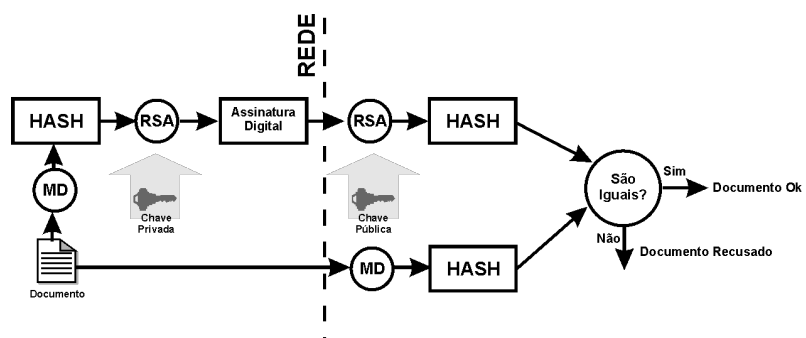 REDE
HASH
RSA
Assinatura
Digital
RSA
HASH
MD
Chave
Privada
Chave
Pública
São
Iguais?
Sim
Documento Ok
Não
Documento Recusado
MD
HASH
Documento